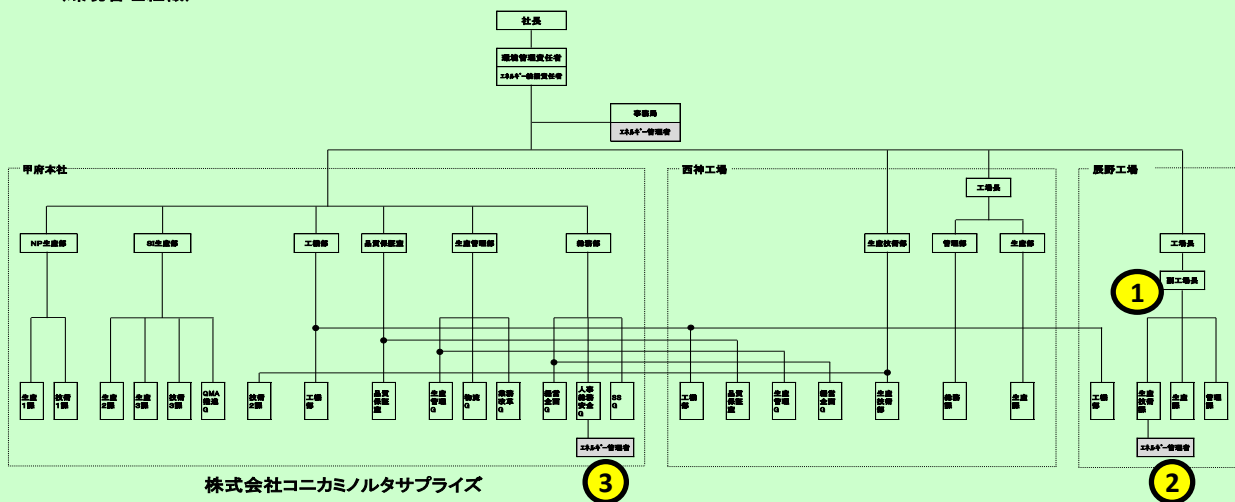 社長
環境管理責任者
エネルギー統括責任者
事務局
エネルギー管理者
甲府本社
西神工場
辰野工場
工場長
NP生産部
SI生産部
工機部
品質保証室
生産管理部
総務部
生産技術部
管理部
生産部
工場長
副工場長
1
生産1課
技術1課
生産2課
生産3課
技術3課
QMA推進G
技術2課
工機部
品質保証室
生産管理G
物流G
業務改革G
経営企画G
人事総務安全G
SSG
工機部
品質保証室
生産管理G
経営企画G
生産技術部
総務課
生産課
工機部
生産技術課
生産課
管理課
エネルギー管理者
エネルギー管理者
株式会社コニカミノルタサプライズ
3
2